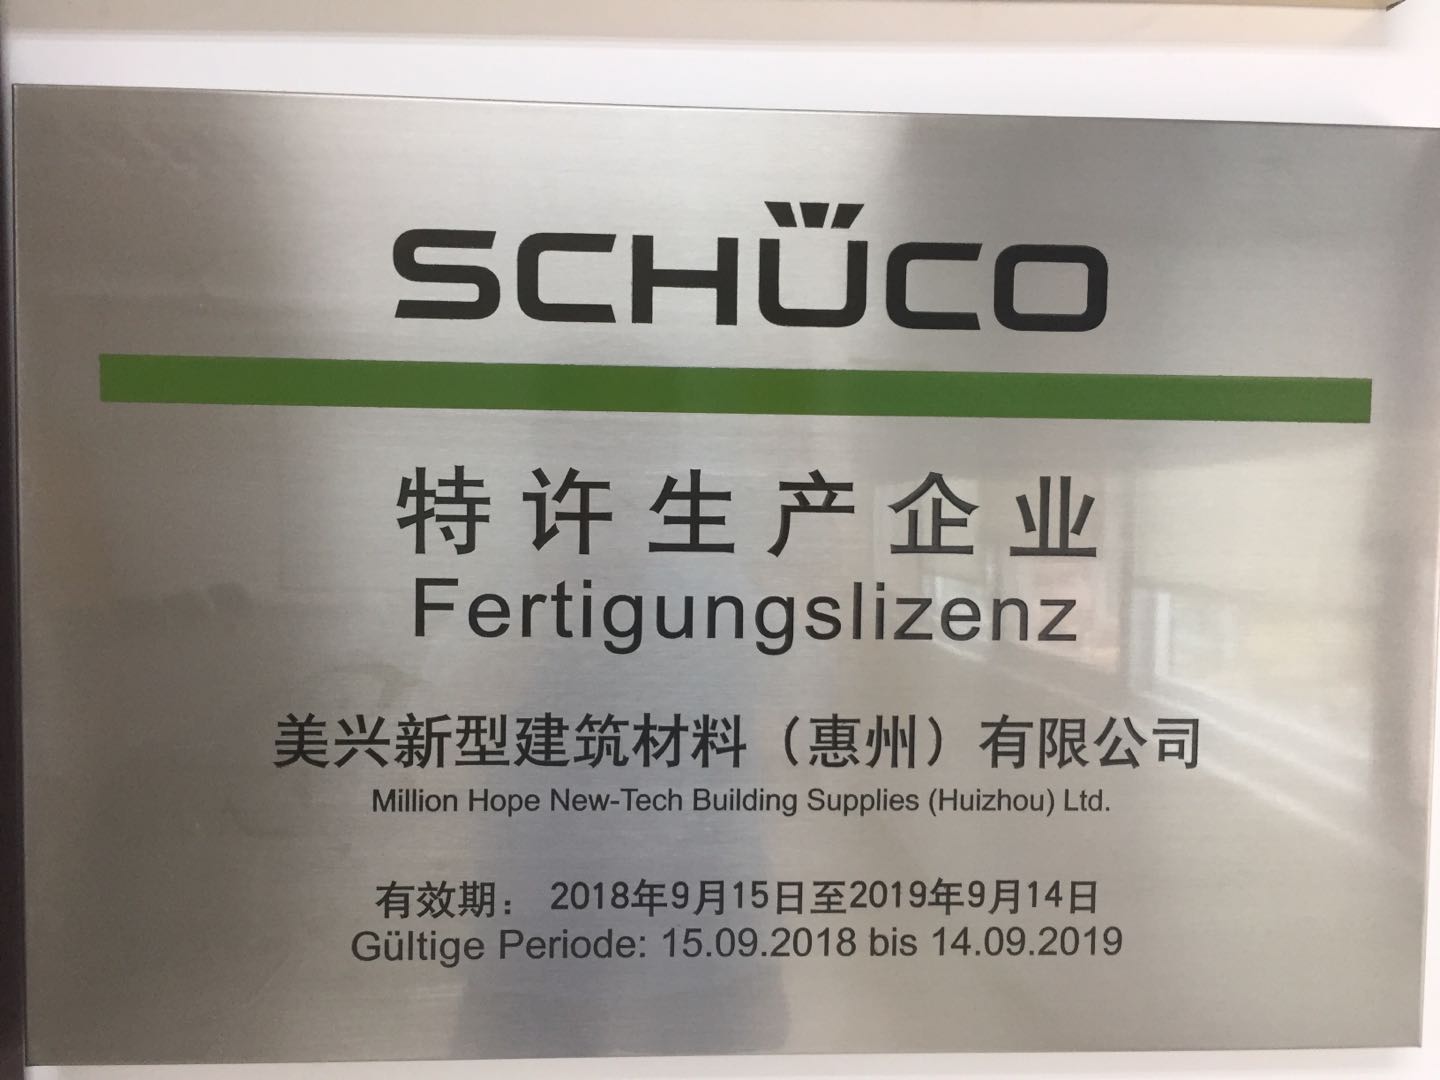 SCHÜCO
特许生产企业
Fertigungslizenz
美兴新型建筑材料（惠州）有限公司
Million Hope New-Tech Building Supplies (Huizhou) Ltd.
有效期： 2018年9月15日至2019年9月14日
Gültige Periode: 15.09.2018 bis 14.09.2019